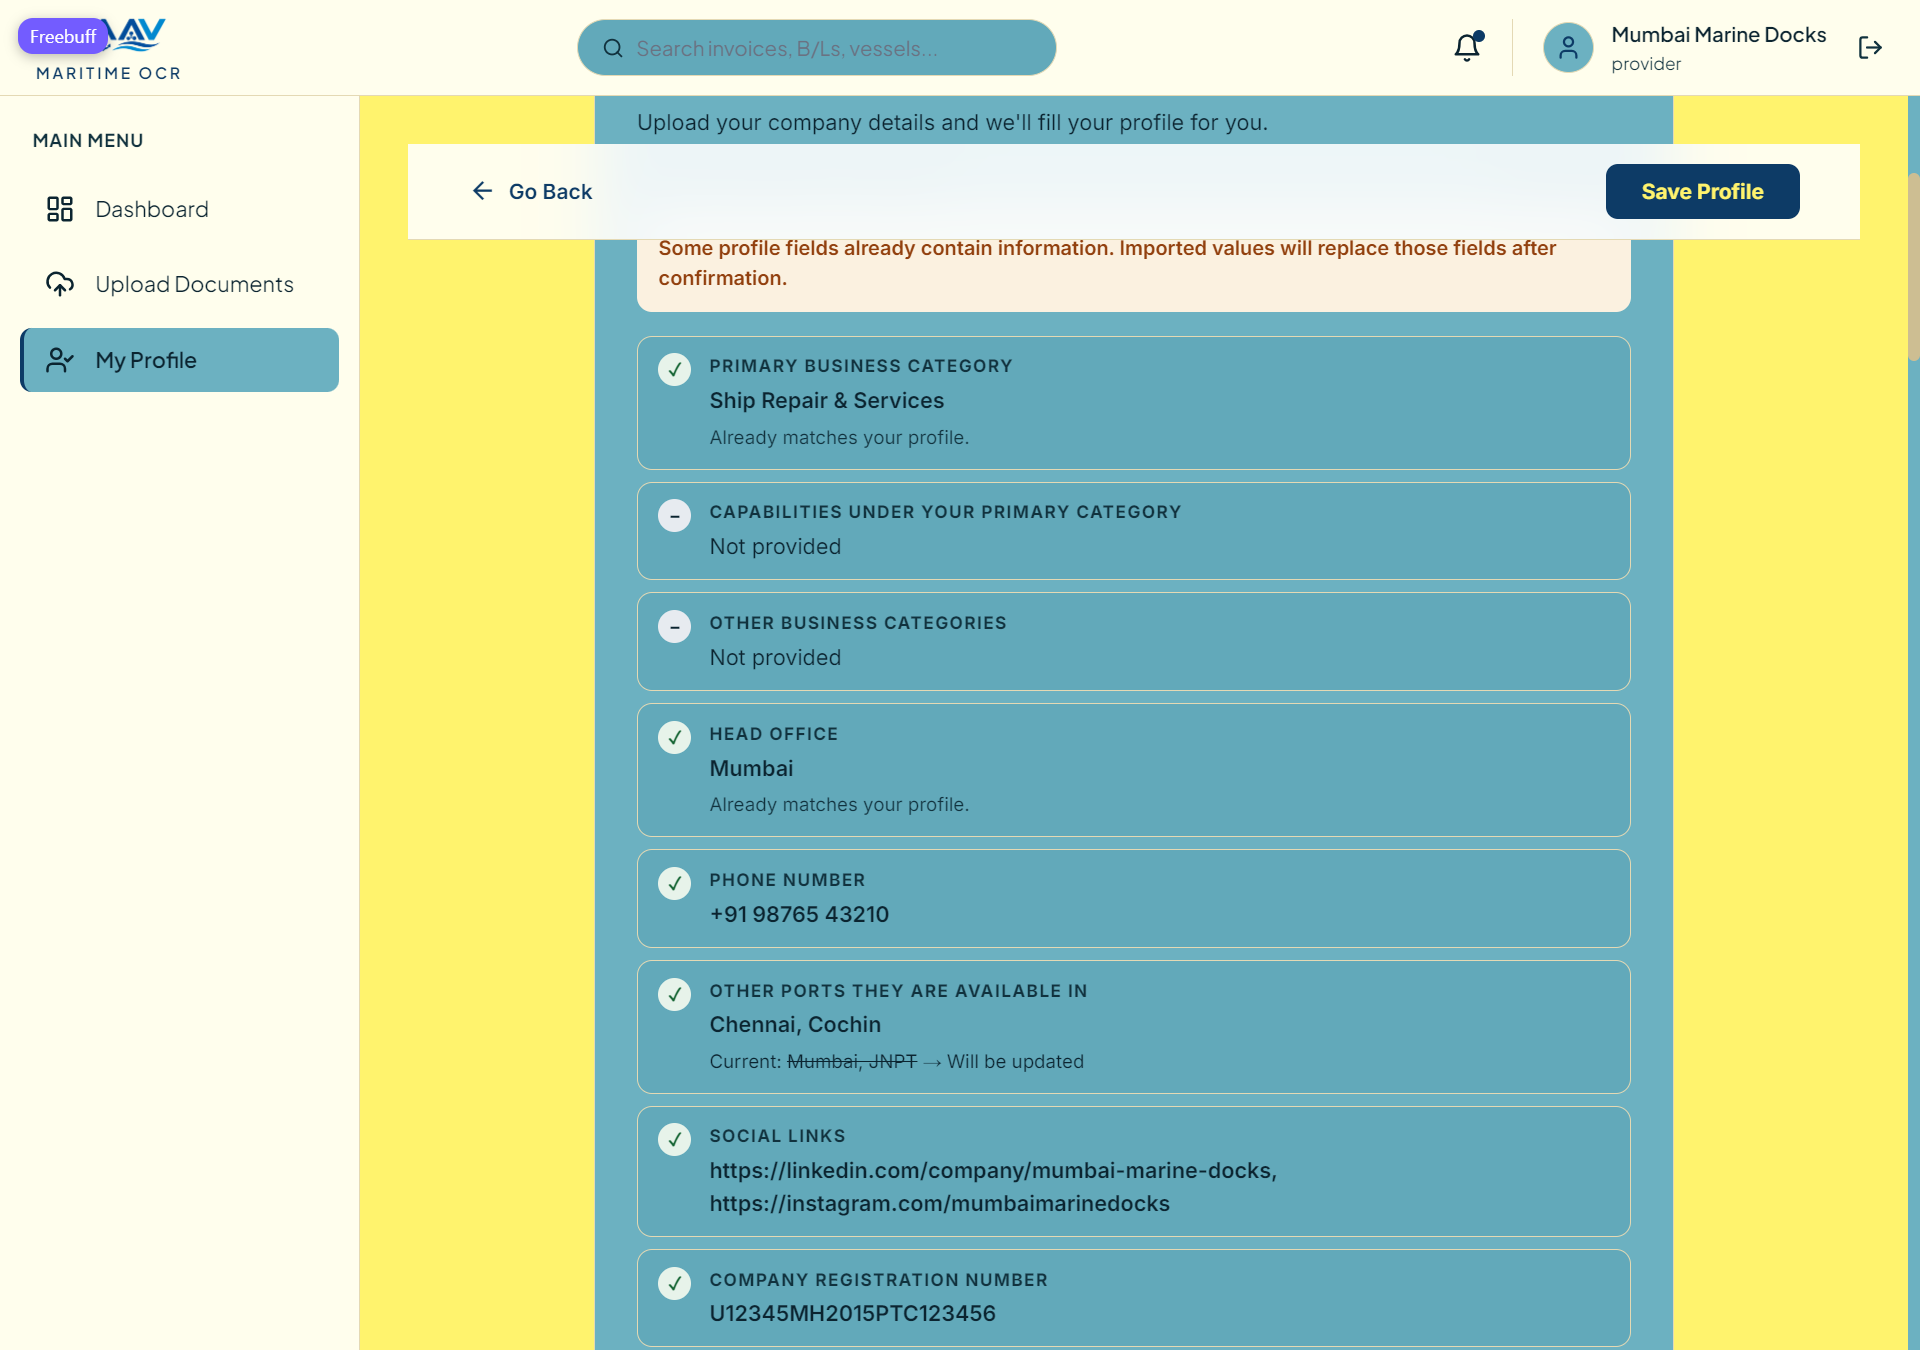 Freebuff
MARITIME OCR
Search invoices, B/Ls, vessels...
Mumbai Marine Docks
provider
MAIN MENU
Dashboard
Upload Documents
My Profile
Upload your company details and we'll fill your profile for you.
Go Back
Save Profile
Some profile fields already contain information. Imported values will replace those fields after
confirmation.
PRIMARY BUSINESS CATEGORY
Ship Repair & Services
Already matches your profile.
CAPABILITIES UNDER YOUR PRIMARY CATEGORY
Not provided
OTHER BUSINESS CATEGORIES
Not provided
HEAD OFFICE
Mumbai
Already matches your profile.
PHONE NUMBER
+91 98765 43210
OTHER PORTS THEY ARE AVAILABLE IN
Chennai, Cochin
Current: Mumbai, JNPT → Will be updated
SOCIAL LINKS
https://linkedin.com/company/mumbai-marine-docks,
https://instagram.com/mumbaimarinedocks
COMPANY REGISTRATION NUMBER
U12345MH2015PTC123456